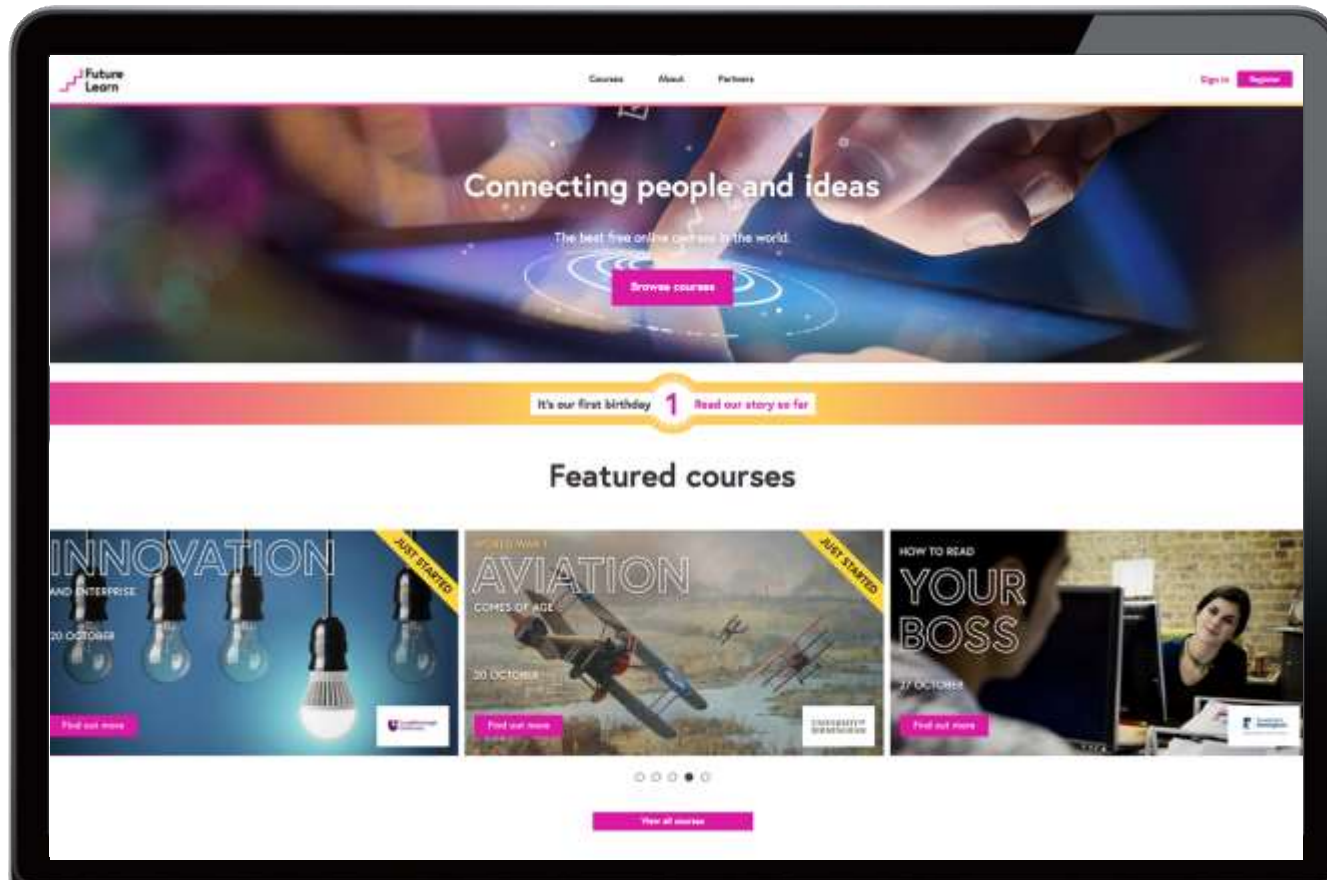 Future
Learn
Courses About Partners
Sign in Register
Connecting people and ideas
The best free online courses in the world.
Browse courses
It's our first birthday 1 Read our story so far
Featured courses
INNOVATION
AND ENTERPRISE
20 OCTOBER
JUST STARTED
Find out more
WORLD WAR 1
AVIATION
COMES OF AGE
20 OCTOBER
JUST STARTED
Find out more
UNIVERSITY OF
BIRMINGHAM
HOW TO READ
YOUR
BOSS
27 OCTOBER
Find out more
View all courses